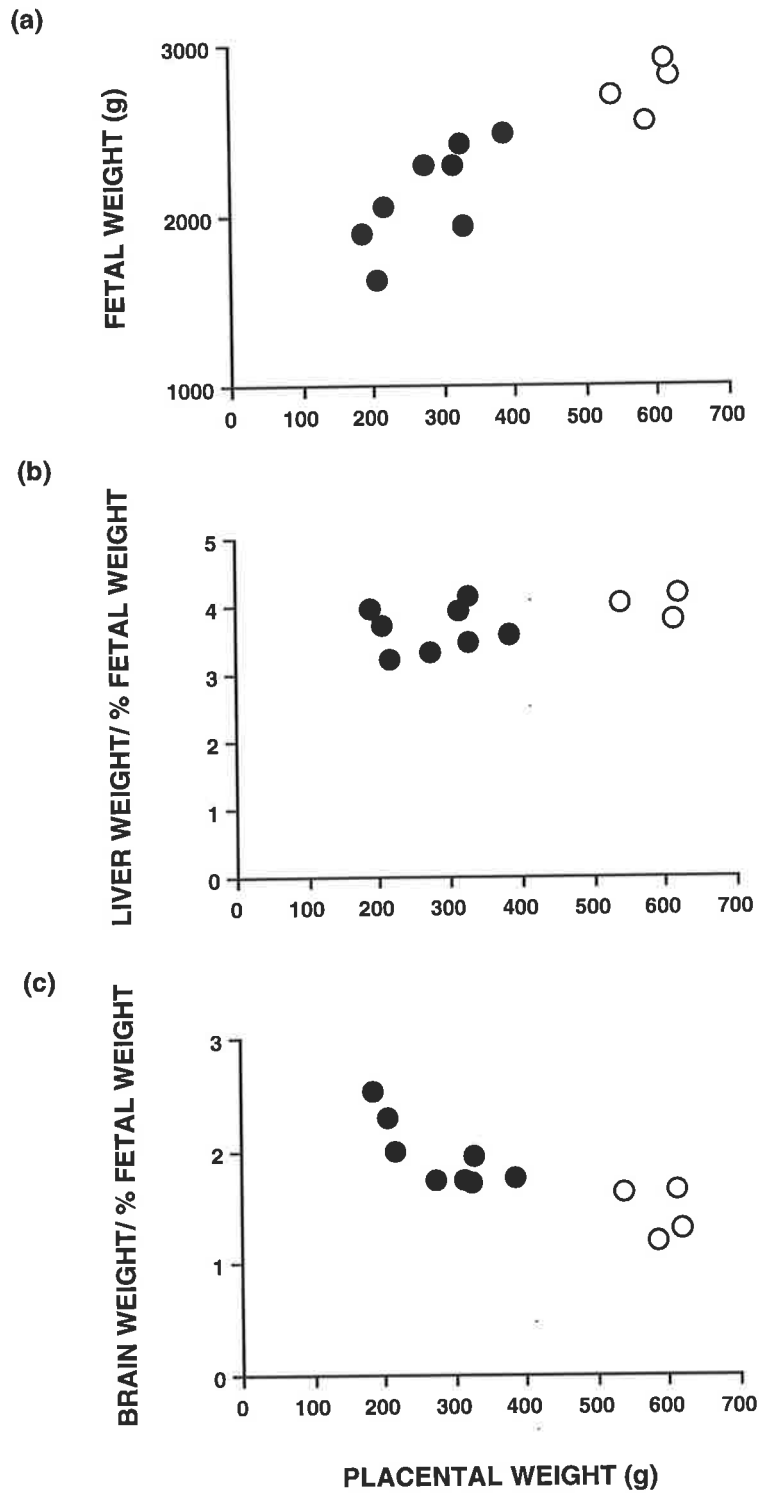 (a)
FETAL WEIGHT (g)
3000
2000
1000
0 100 200 300 400 500 600 700
(b)
LIVER WEIGHT/ % FETAL WEIGHT
5
4
3
2
1
0
0 100 200 300 400 500 600 700
(c)
BRAIN WEIGHT/ % FETAL WEIGHT
3
2
1
0
0 100 200 300 400 500 600 700
PLACENTAL WEIGHT (g)